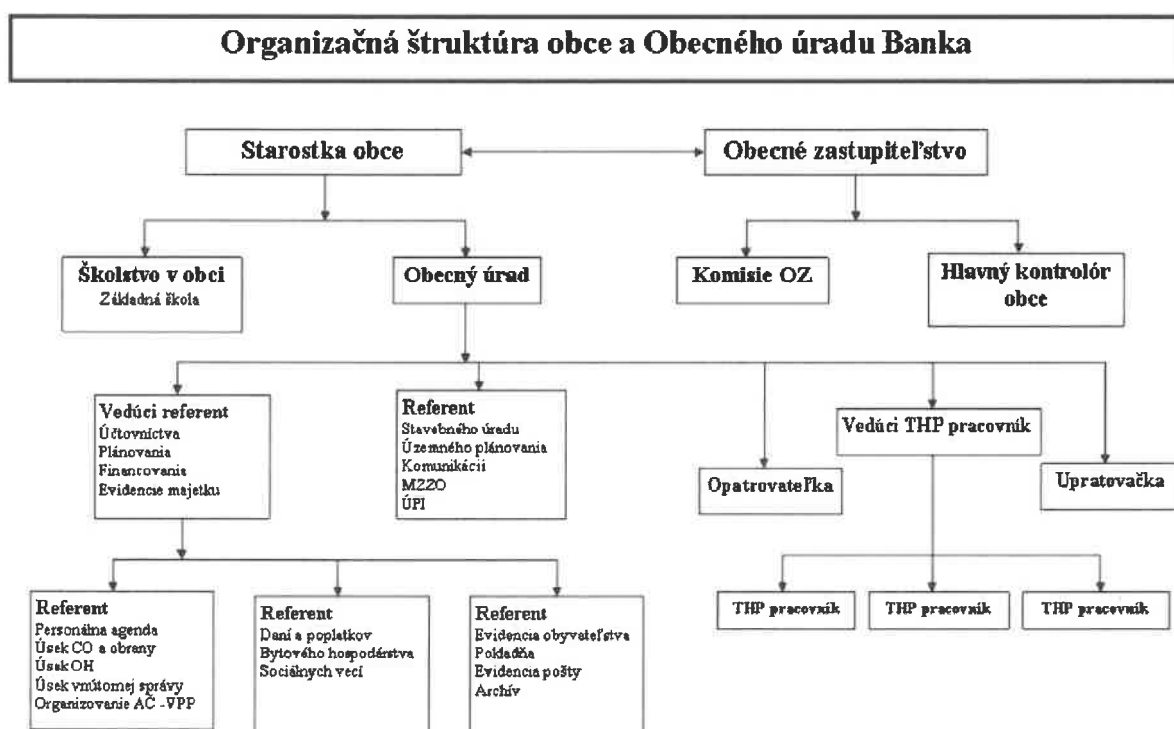 Organizačná štruktúra obce a Obecného úradu Banka
Starostka obce
Obecné zastupiteľstvo
Školstvo v obci
Základná škola
Obecný úrad
Komisie OZ
Hlavný kontrolór
obce
Vedúci referent
Účtovníctva
Plánovania
Financovania
Evidencie majetku
Referent
Stavebného úradu
Územného plánovania
Komunikácií
MZZO
ÚPI
Opatrovateľka
Vedúci THP pracovník
Upratovačka
Referent
Personálna agenda
Úsek CO a obrany
Úsek OH
Úsek vnútornej správy
Organizovanie AČ -VPP
Referent
Daní a poplatkov
Bytového hospodárstva
Sociálnych vecí
Referent
Evidencia obyvateľstva
Pokladňa
Evidencia pošty
Archív
THP pracovník
THP pracovník
THP pracovník